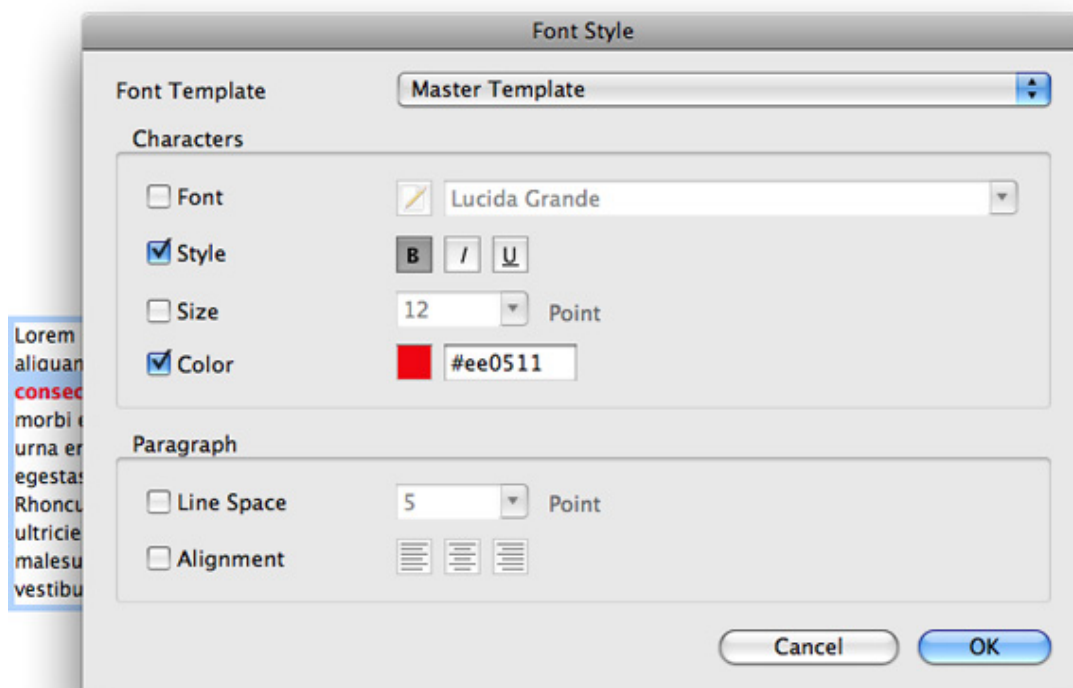 Font Style
Font Template Master Template
Characters
Font Lucida Grande
Style B I U
Size 12 Point
Color #ee0511
Paragraph
Line Space 5 Point
Alignment
Cancel OK
Lorem
aliquan
consec
morbi e
urna er
egestas
Rhoncu
ultricie
malesu
vestibu